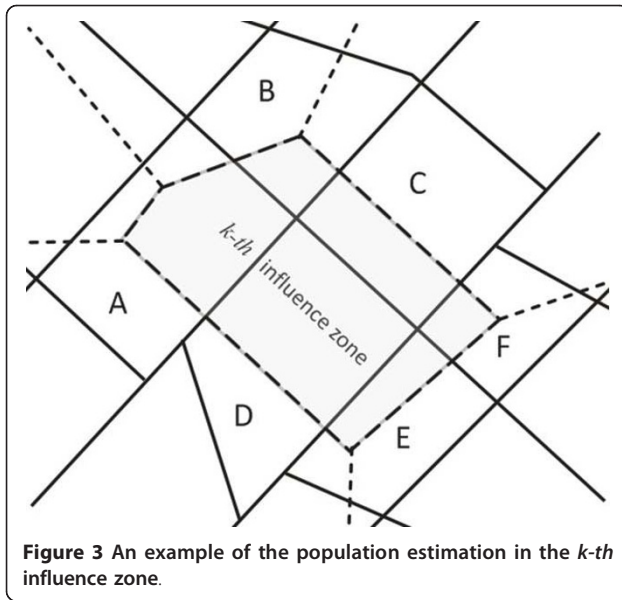 B
C
k-th influence zone
A
F
D
E
Figure 3 An example of the population estimation in the k-th
influence zone.